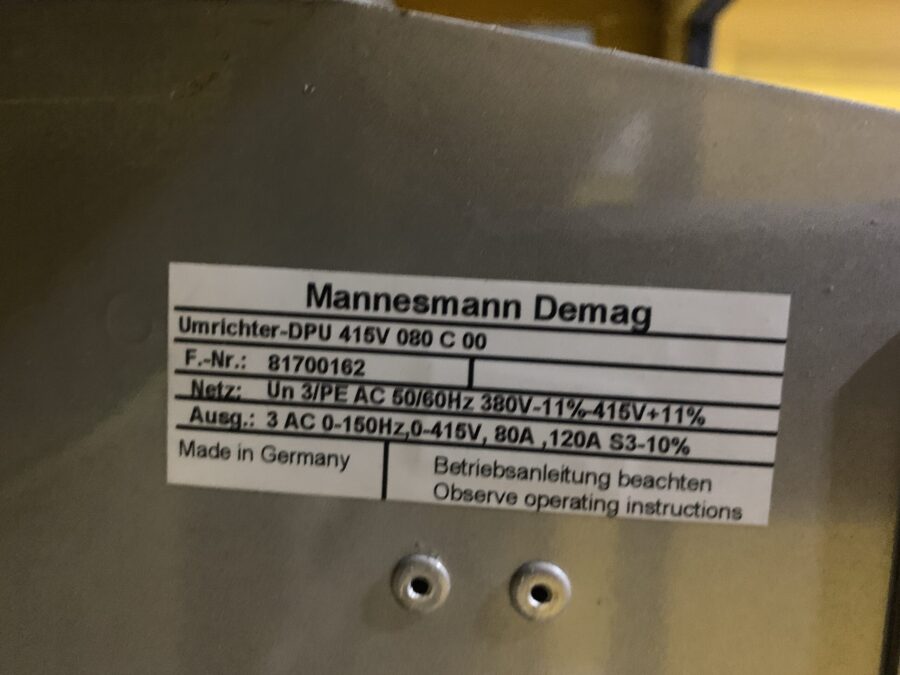 Mannesmann Demag
Umrichter-DPU 415V 080 C 00
F.-Nr.: 81700162
Netz: Un 3/PE AC 50/60Hz 380V-11%-415V+11%
Ausg.: 3 AC 0-150Hz,0-415V, 80A ,120A S3-10%
Made in Germany
Betriebsanleitung beachten
Observe operating instructions